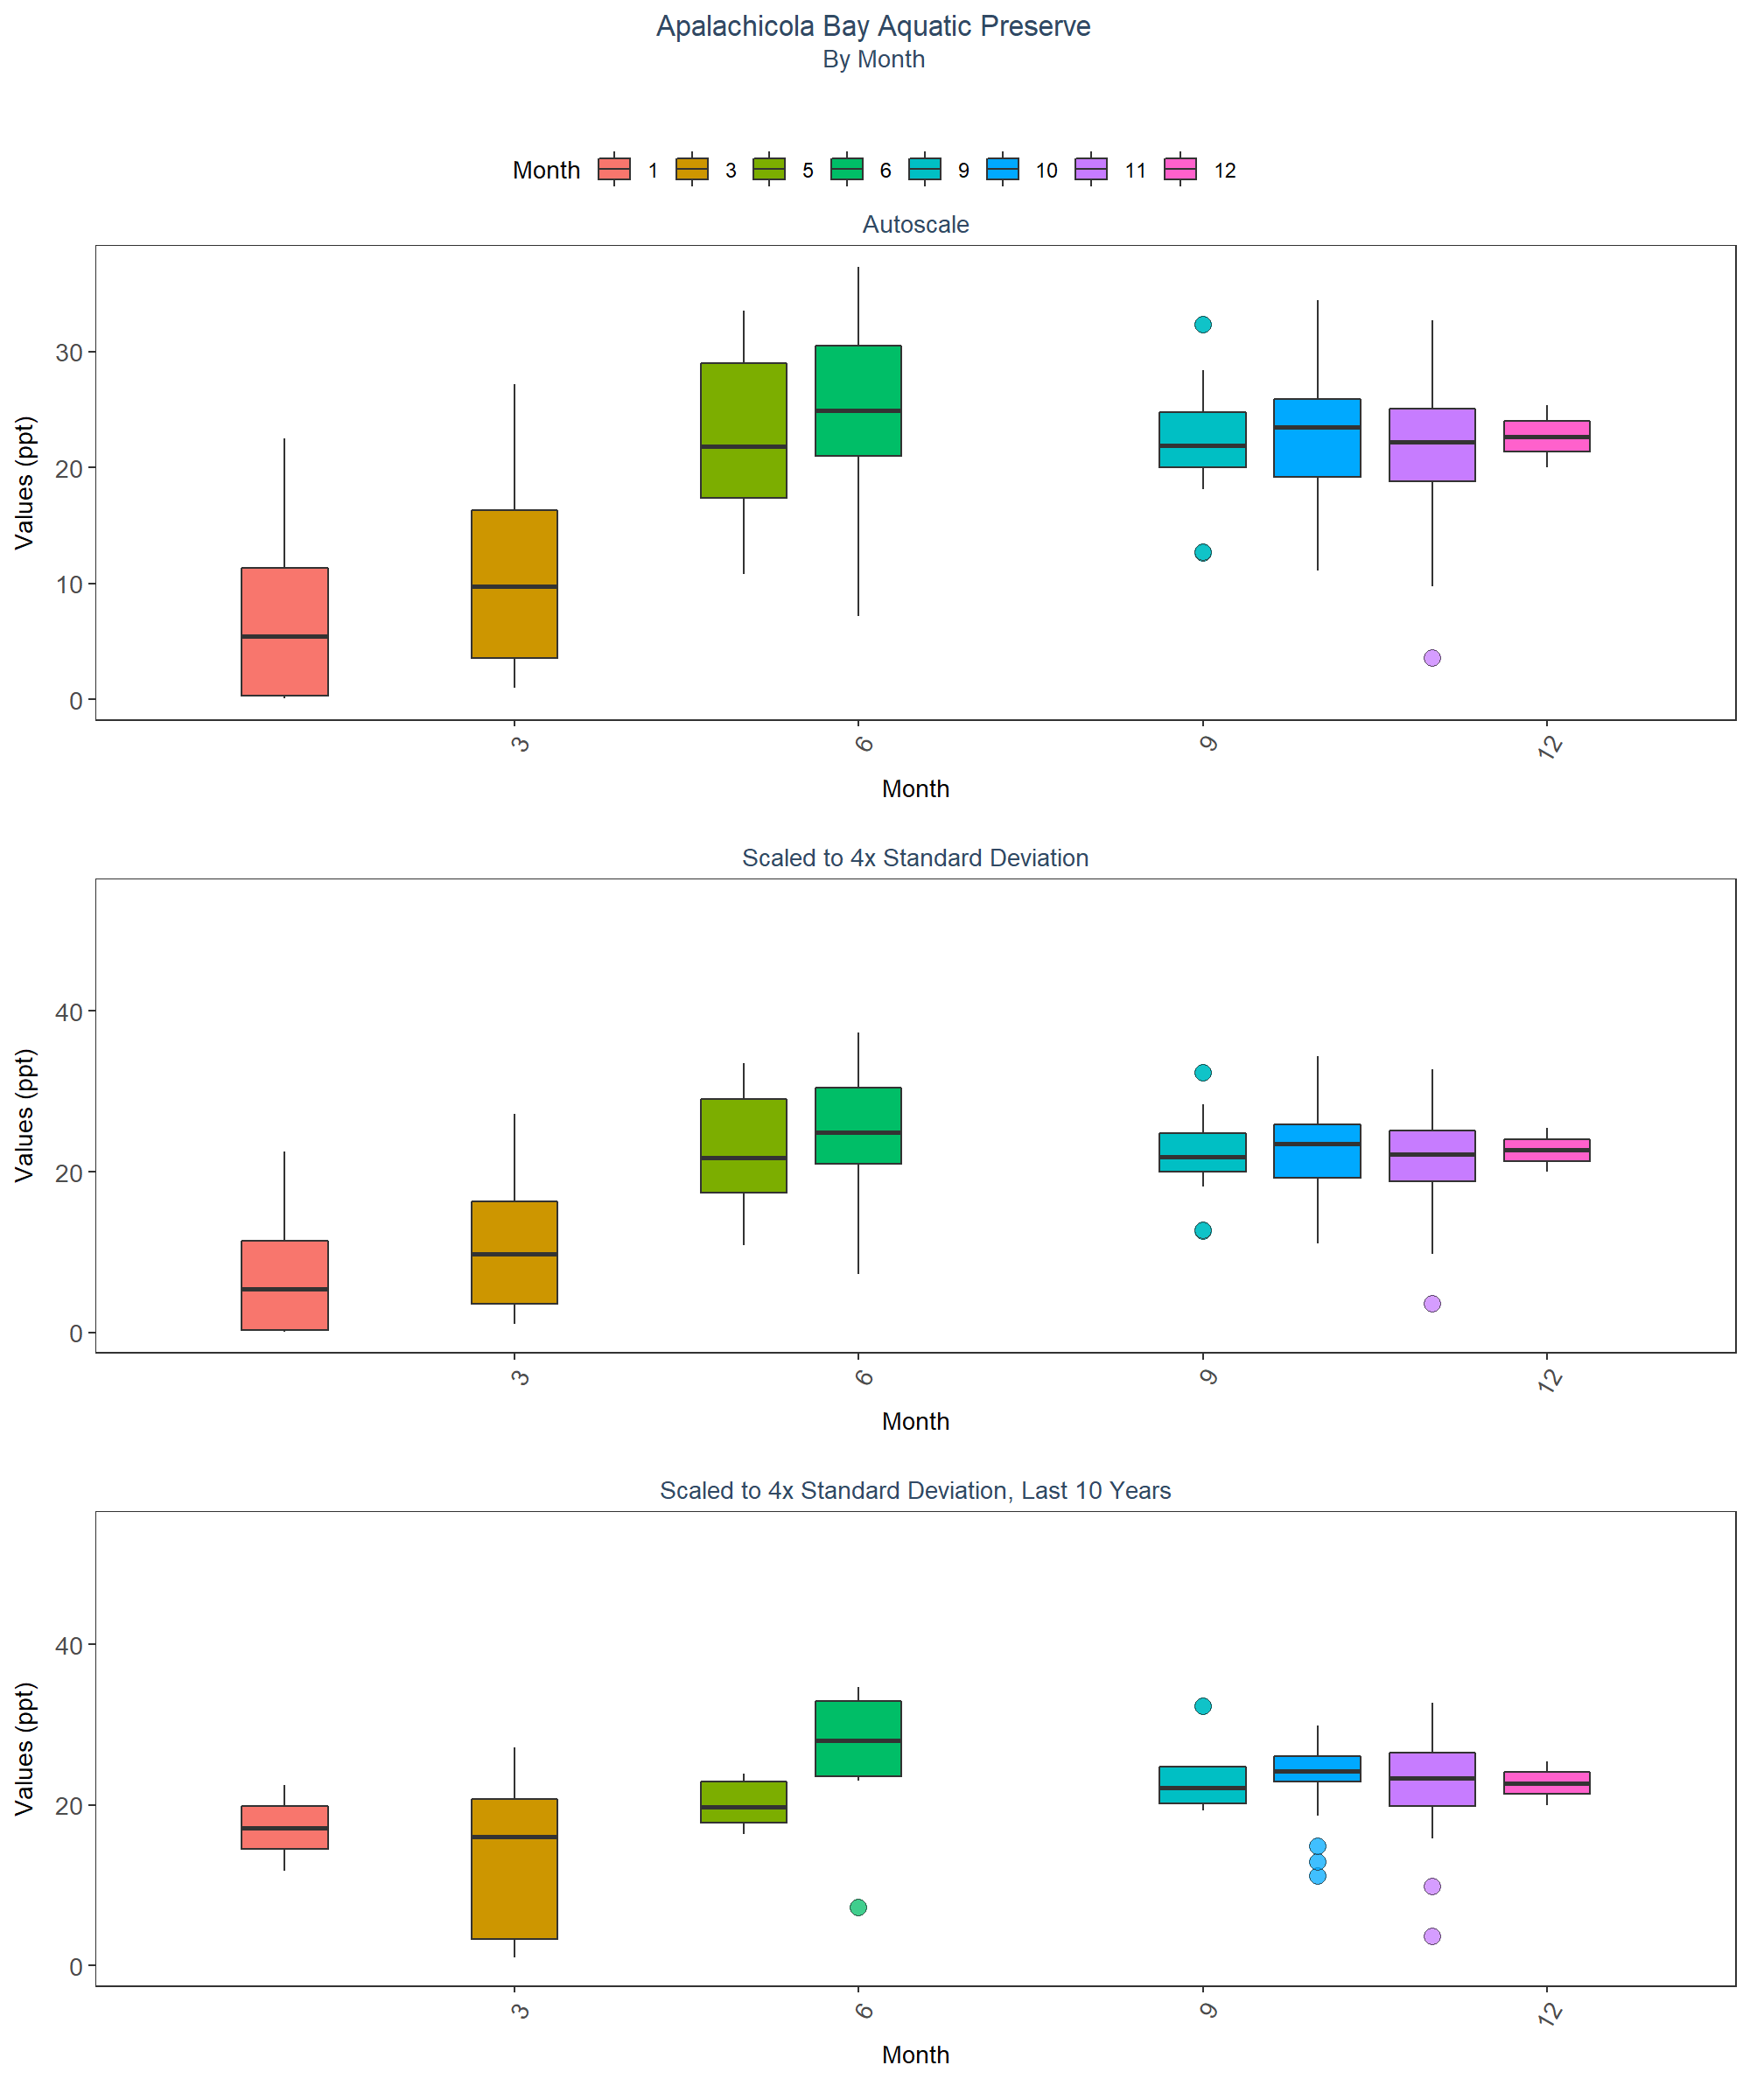 Apalachicola Bay Aquatic Preserve
By Month
Month 1 3 5 6 9 10 11 12
Autoscale
Values (ppt)
30
20
10
0
3 6 9 12
Month
Scaled to 4x Standard Deviation
Values (ppt)
40
20
0
3 6 9 12
Month
Scaled to 4x Standard Deviation, Last 10 Years
Values (ppt)
40
20
0
3 6 9 12
Month